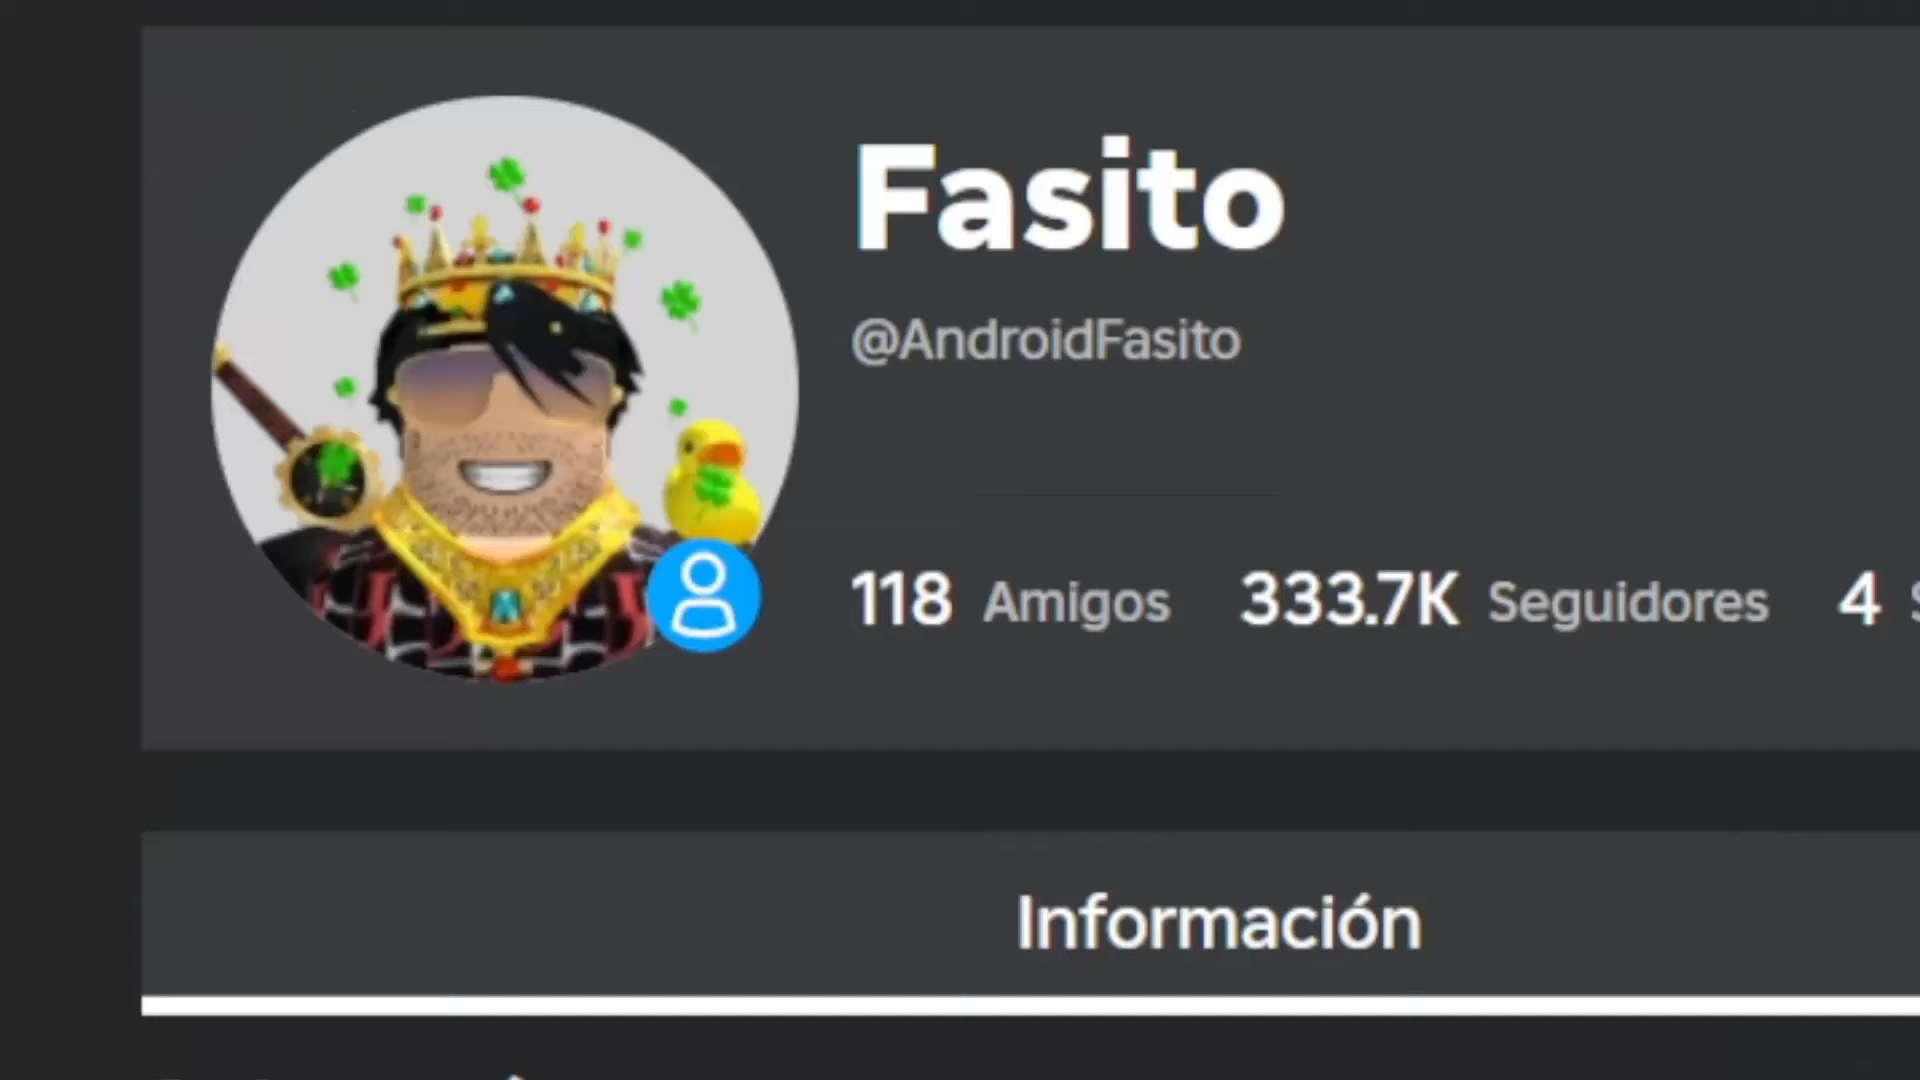 Fasito
@AndroidFasito
118 Amigos 333.7K Seguidores 4
Información